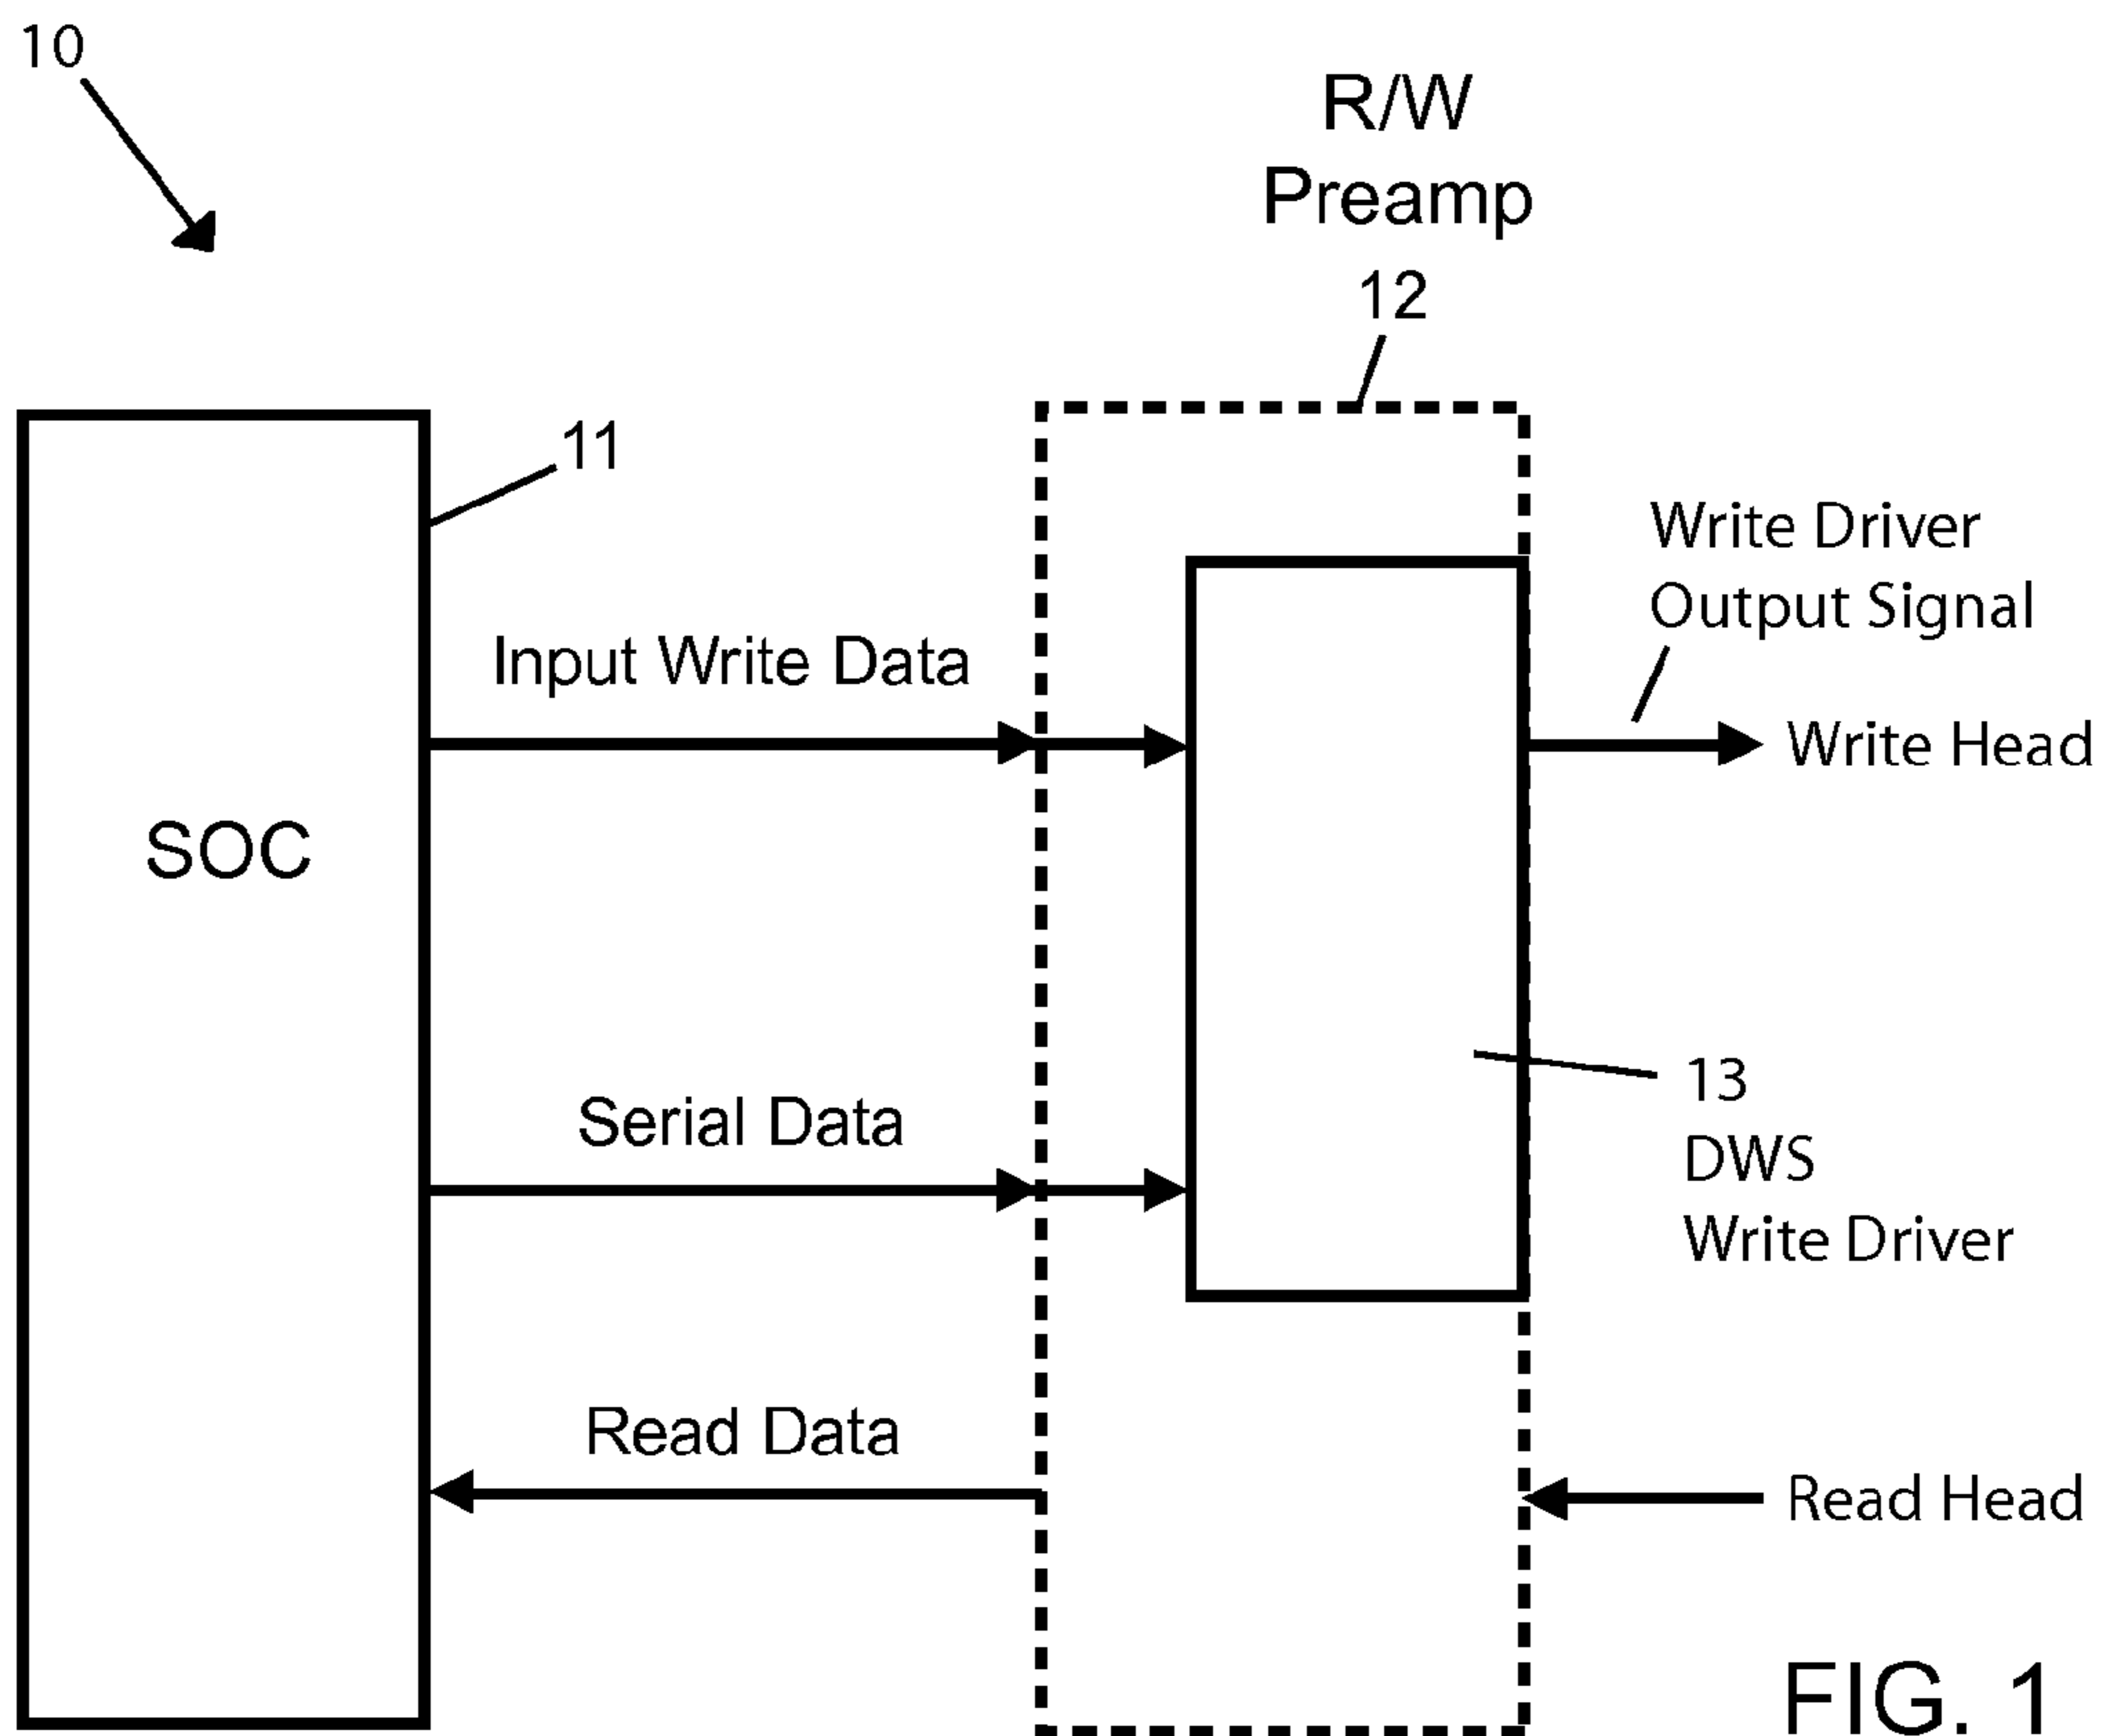 10
R/W
Preamp
12
11
Write Driver
Output Signal
Input Write Data
Write Head
SOC
Serial Data
13
DWS
Write Driver
Read Data
Read Head
FIG. 1